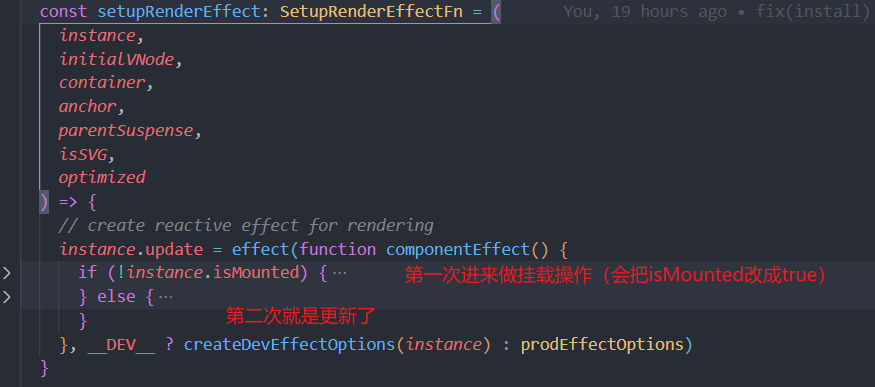 const setupRenderEffect: SetupRenderEffectFn = ( You, 19 hours ago • fix(install)
instance,
initialVNode,
container,
anchor,
parentSuspense,
isSVG,
optimized
) => {
// create reactive effect for rendering
instance.update = effect(function componentEffect() {
if (!instance.isMounted) {⋯ 第一次进来做挂载操作（会把isMounted改成true）
} else {⋯
} 第二次就是更新了
}, __DEV__ ? createDevEffectOptions(instance) : prodEffectOptions)
}